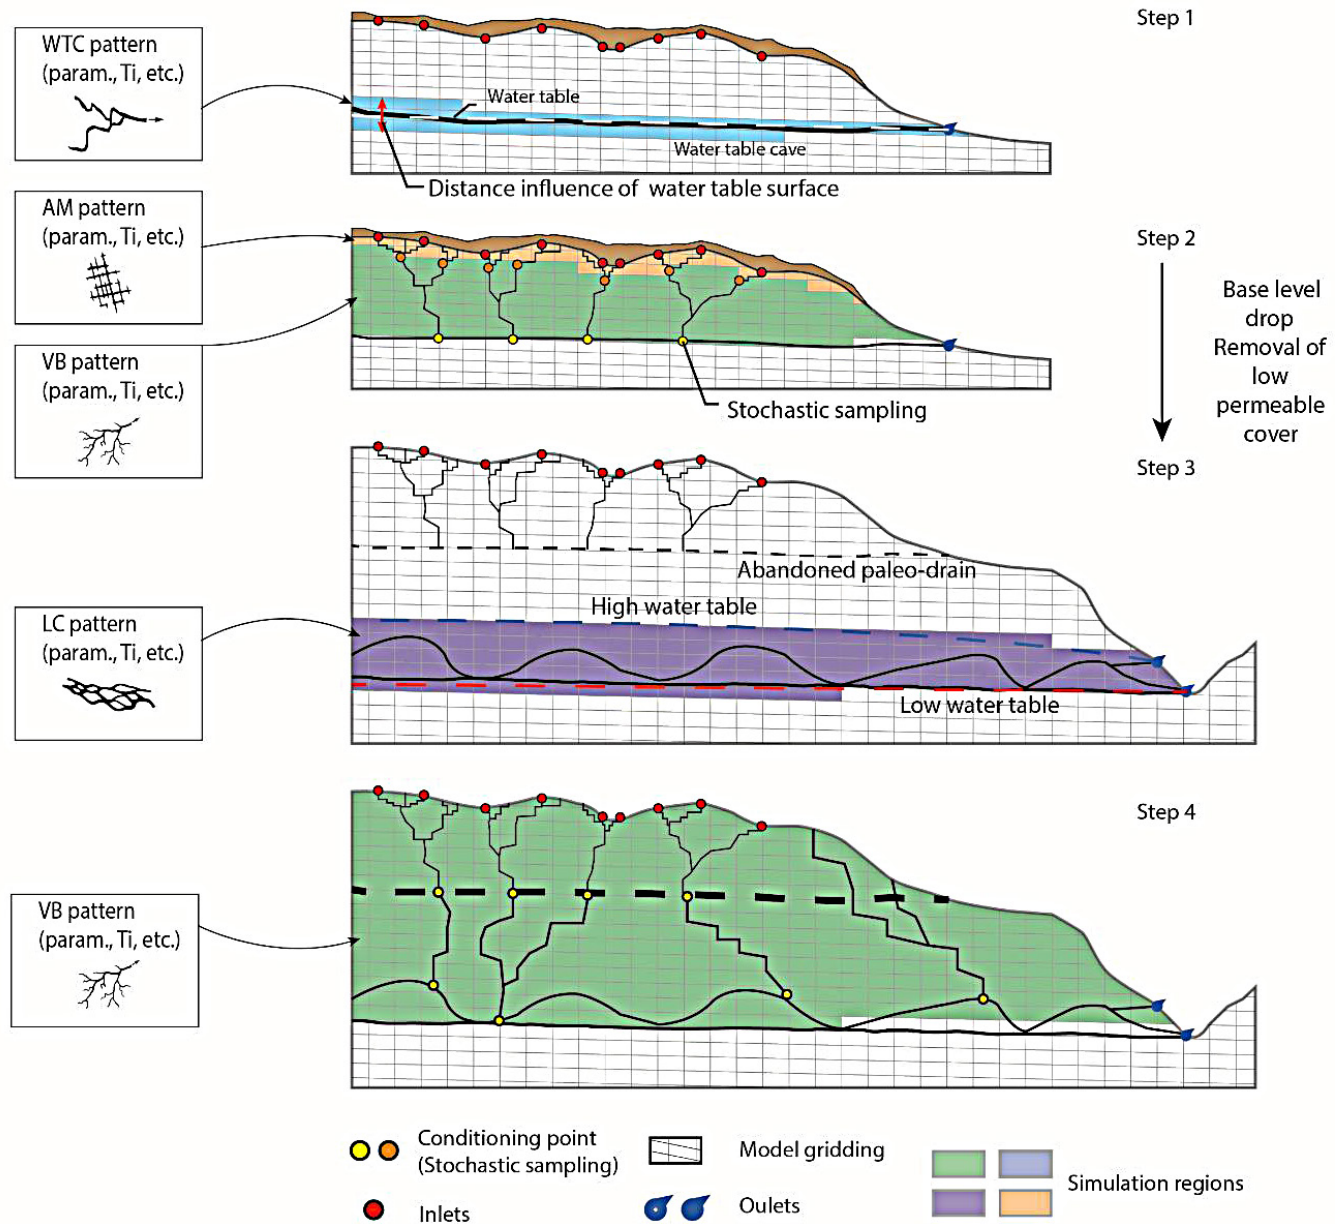 Step 1
WTC pattern
(param., Ti, etc.)
Water table
Water table cave
Distance influence of water table surface
AM pattern
(param., Ti, etc.)
Step 2
VB pattern
(param., Ti, etc.)
Stochastic sampling
Base level
drop
Removal of
low
permeable
cover
Step 3
Abandoned paleo-drain
High water table
LC pattern
(param., Ti, etc.)
Low water table
Step 4
VB pattern
(param., Ti, etc.)
Conditioning point
(Stochastic sampling)
Model gridding
Simulation regions
Inlets
Oulets